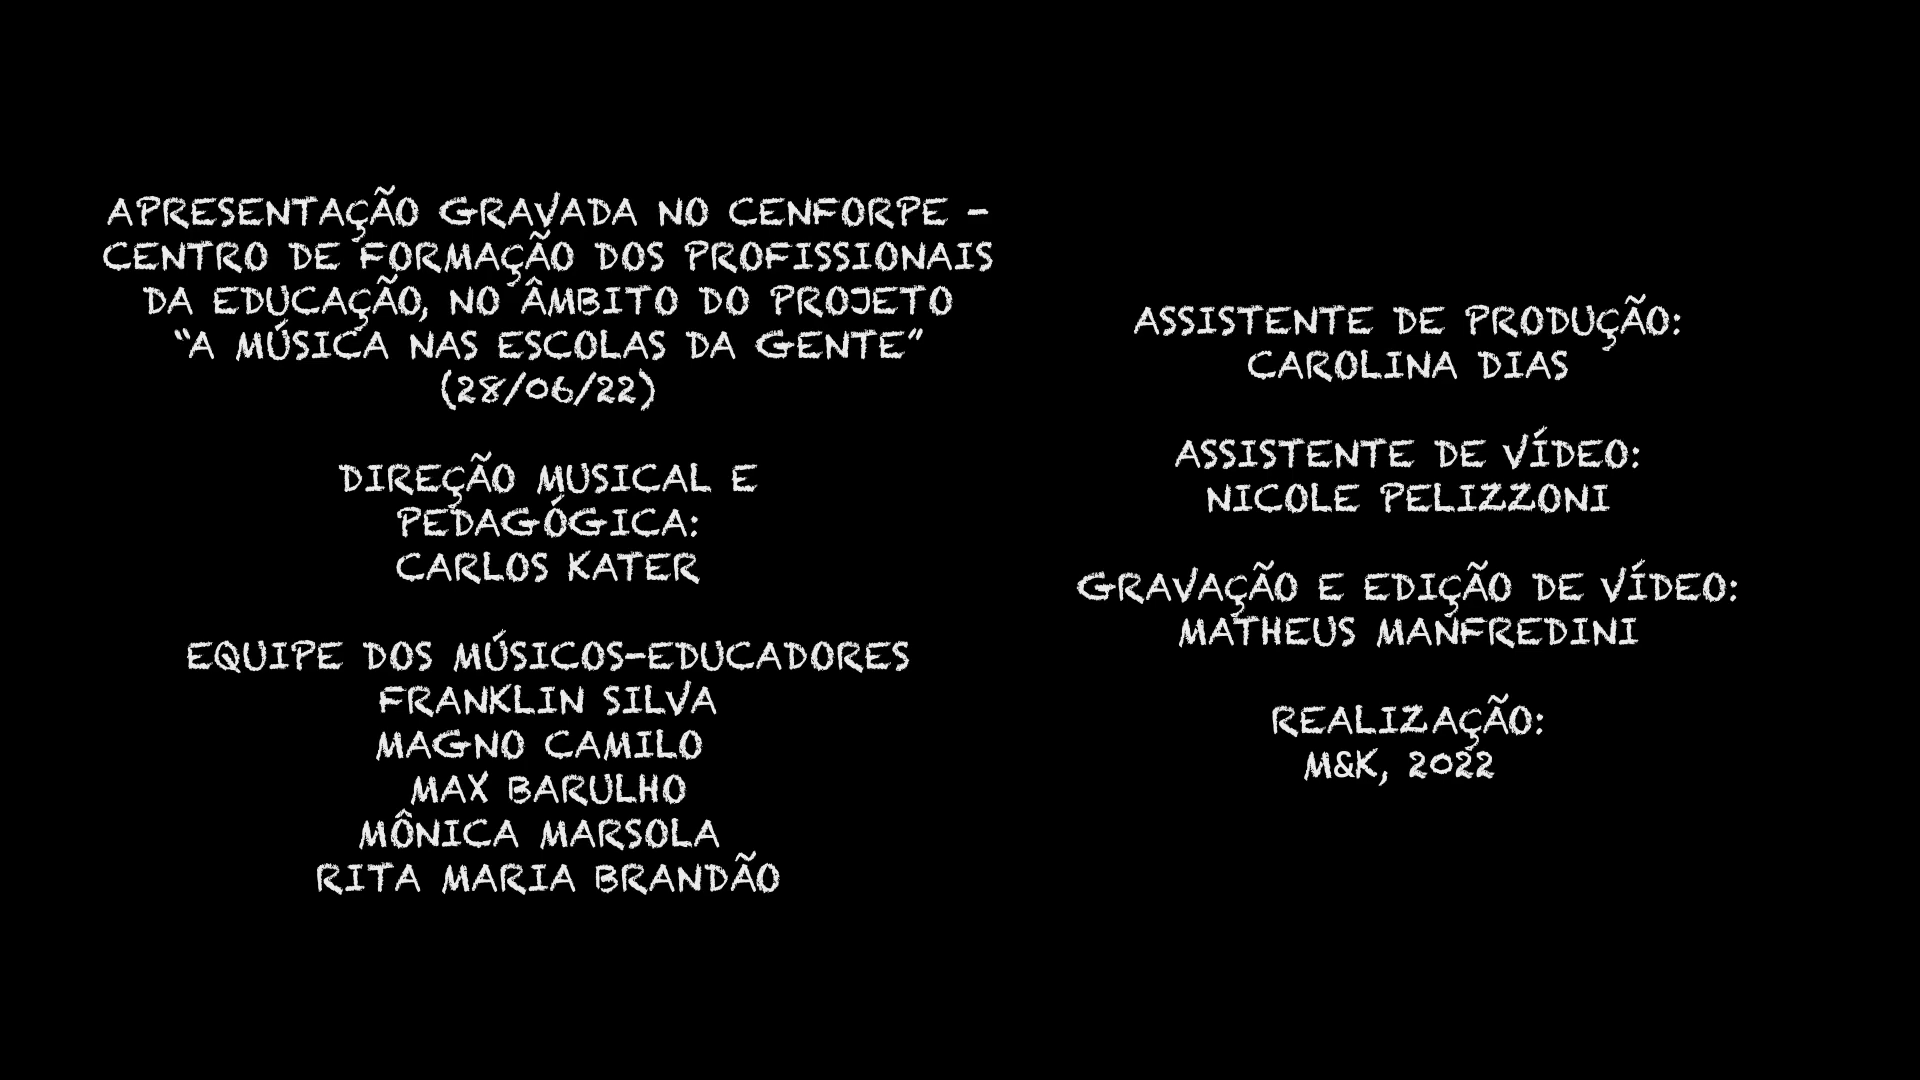 APRESENTAÇÃO GRAVADA NO CENFORPE -
CENTRO DE FORMAÇÃO DOS PROFISSIONAIS
DA EDUCAÇÃO, NO ÂMBITO DO PROJETO
“A MÚSICA NAS ESCOLAS DA GENTE”
(28/06/22)
DIREÇÃO MUSICAL E
PEDAGÓGICA:
CARLOS KATER
EQUIPE DOS MÚSICOS-EDUCADORES
FRANKLIN SILVA
MAGNO CAMILO
MAX BARULHO
MÔNICA MARSOLA
RITA MARIA BRANDÃO
ASSISTENTE DE PRODUÇÃO:
CAROLINA DIAS
ASSISTENTE DE VÍDEO:
NICOLE PELIZZONI
GRAVAÇÃO E EDIÇÃO DE VÍDEO:
MATHEUS MANFREDINI
REALIZAÇÃO:
M&K, 2022